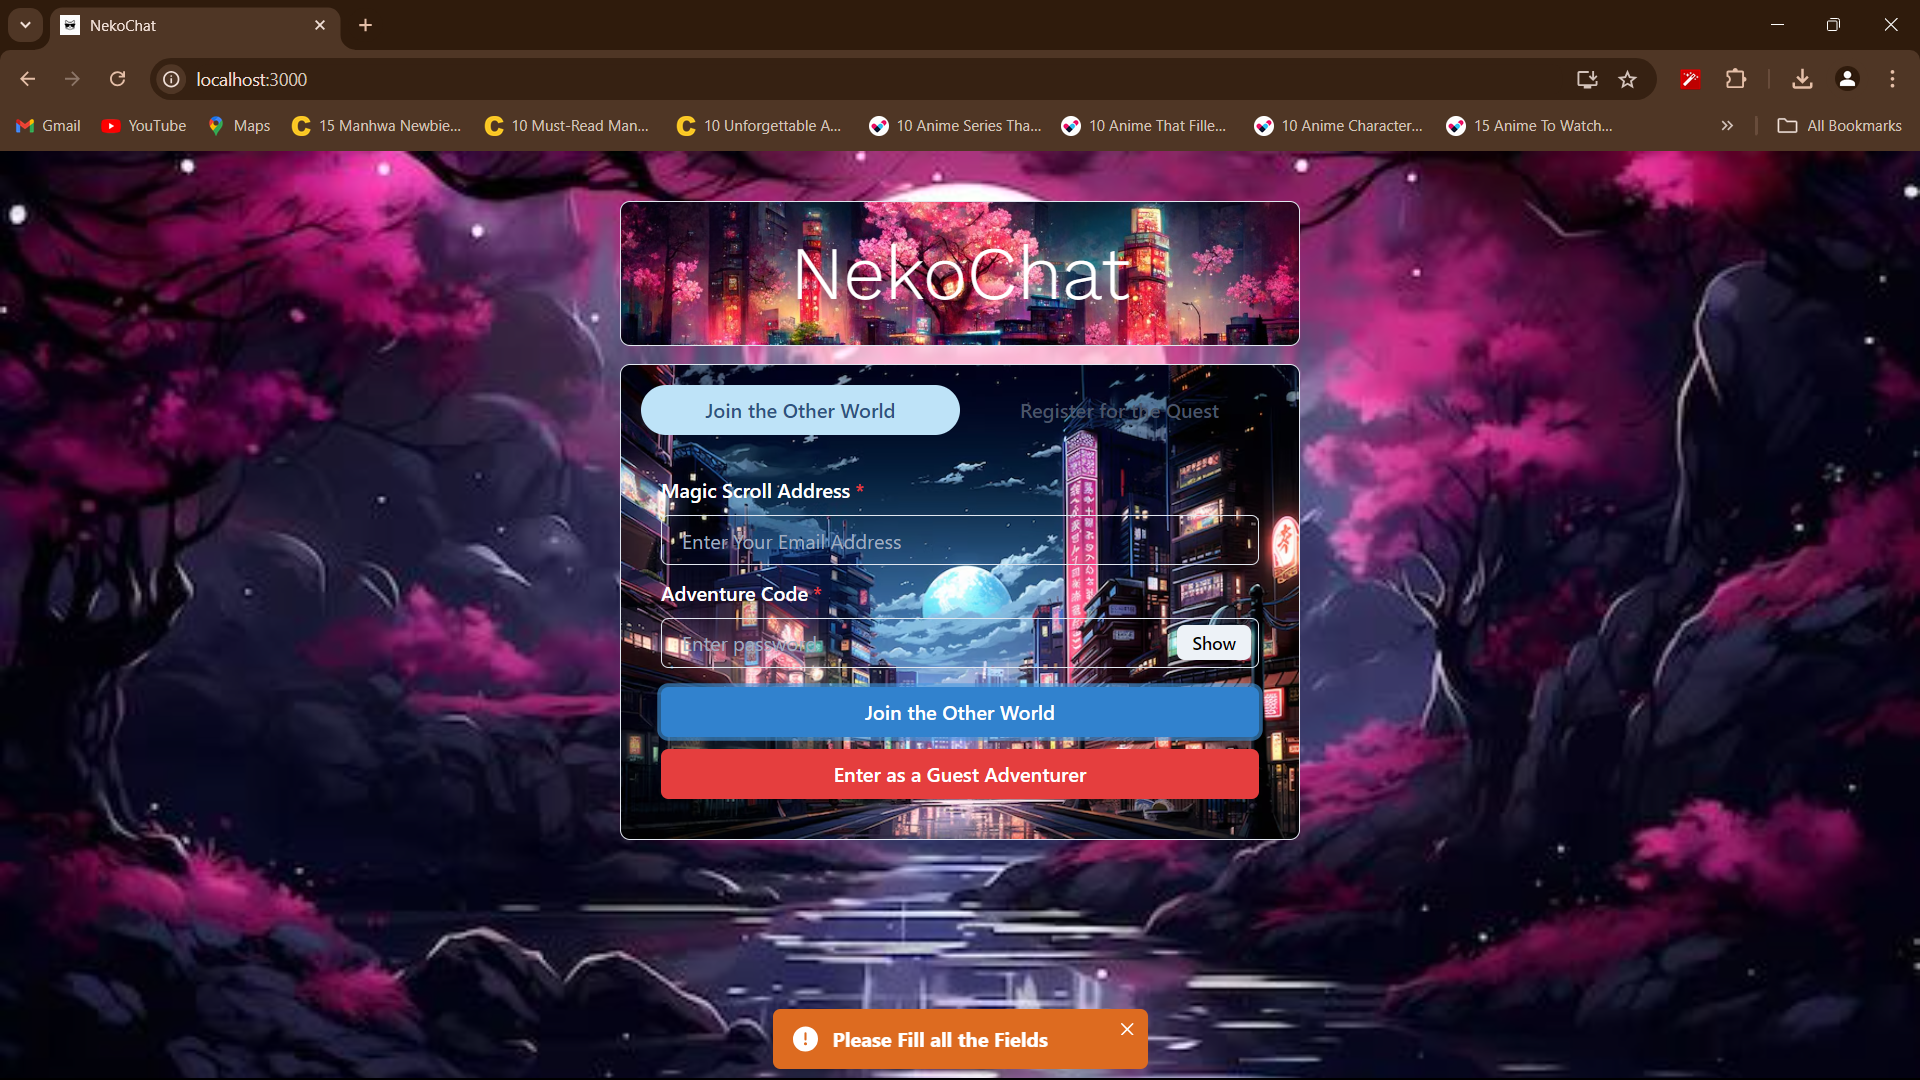 NekoChat
localhost:3000
Gmail
YouTube
Maps
15 Manhwa Newbie...
10 Must-Read Man...
10 Unforgettable A...
10 Anime Series Tha...
10 Anime That Fille...
10 Anime Character...
15 Anime To Watch...
All Bookmarks
NekoChat
Join the Other World
Register for the Quest
Magic Scroll Address *
Enter Your Email Address
Adventure Code *
Enter password
Show
Join the Other World
Enter as a Guest Adventurer
Please Fill all the Fields